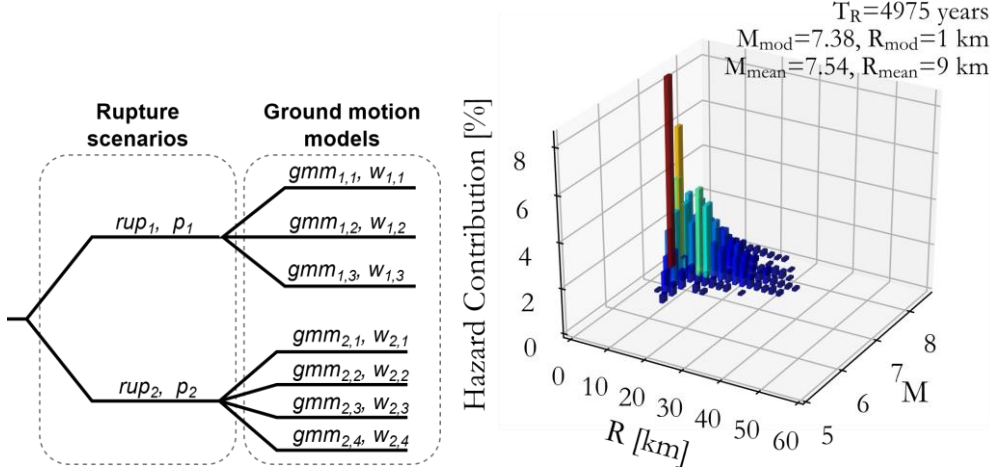 Rupture scenarios
Ground motion models
rup1, p1
gmm1,1, w1,1
gmm1,2, w1,2
gmm1,3, w1,3
rup2, p2
gmm2,1, w2,1
gmm2,2, w2,2
gmm2,3, w2,3
gmm2,4, w2,4
TR=4975 years
Mmod=7.38, Rmod=1 km
Mmean=7.54, Rmean=9 km
Hazard Contribution [%]
8
6
4
2
0
0
10
20
30
40
50
60
R [km]
5
6
7
8
M